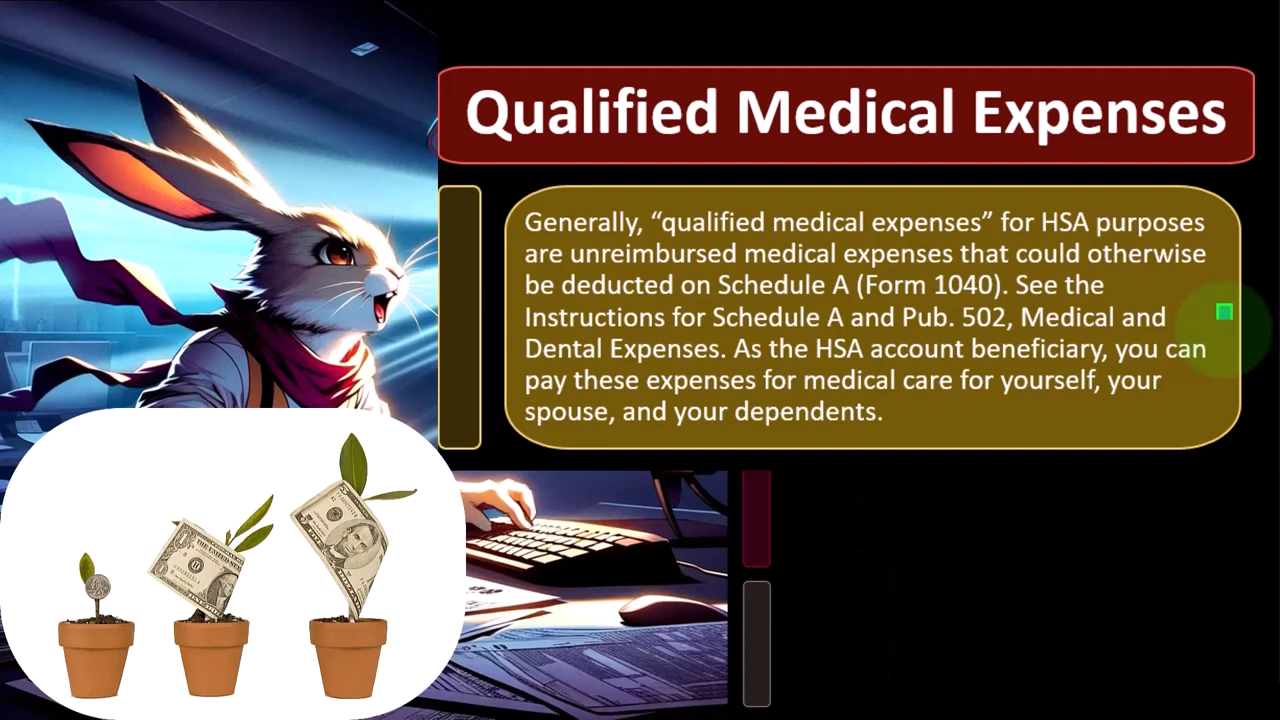 Qualified Medical Expenses
Generally, “qualified medical expenses” for HSA purposes
are unreimbursed medical expenses that could otherwise
be deducted on Schedule A (Form 1040). See the
Instructions for Schedule A and Pub. 502, Medical and
Dental Expenses. As the HSA account beneficiary, you can
pay these expenses for medical care for yourself, your
spouse, and your dependents.